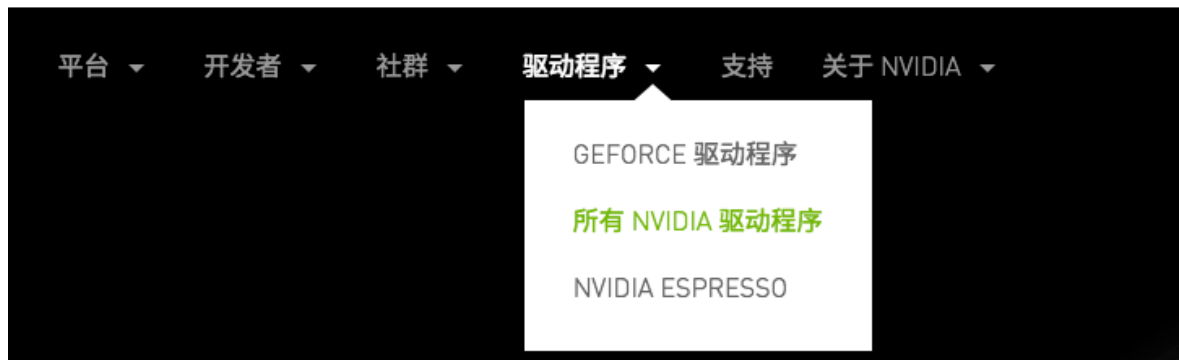 平台 开发者 社群 驱动程序 支持 关于 NVIDIA
GEFORCE 驱动程序
所有 NVIDIA 驱动程序
NVIDIA ESPRESSO